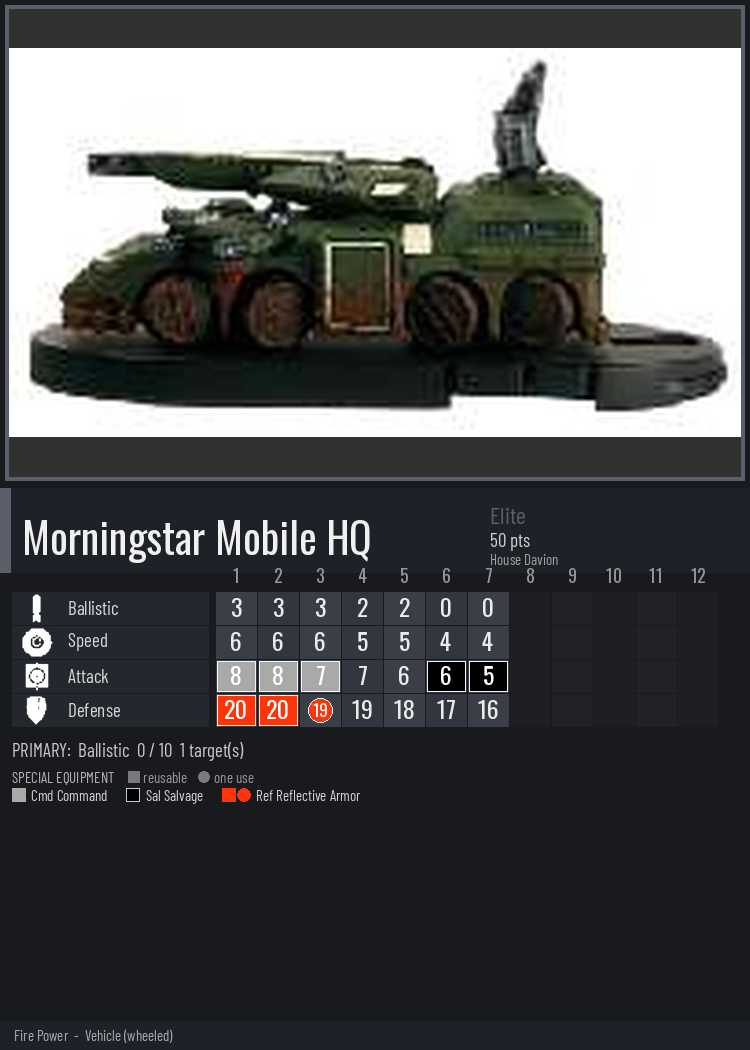 Morningstar Mobile HQ
Elite
50 pts
House Davion
1 2 3 4 5 6 7 8 9 10 11 12
Ballistic 3 3 3 2 2 0 0
Speed 6 6 6 5 5 4 4
Attack 8 8 7 7 6 6 5
Defense 20 20 19 19 18 17 16
PRIMARY: Ballistic 0 / 10 1 target(s)
SPECIAL EQUIPMENT reusable one use
Cmd Command Sal Salvage Ref Reflective Armor
Fire Power - Vehicle (wheeled)